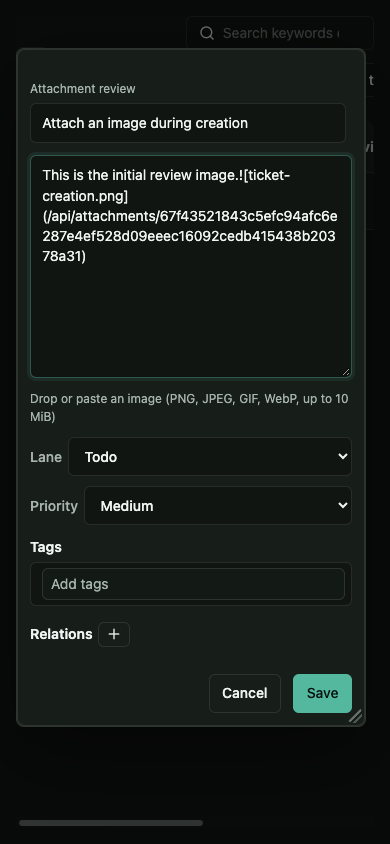 Search keywords
Attachment review
Attach an image during creation
This is the initial review image.![ticket-
creation.png]
(/api/attachments/67f43521843c5efc94afc6e
287e4ef528d09eeec16092cedb415438b20
378a31)
Drop or paste an image (PNG, JPEG, GIF, WebP, up to 10
MiB)
Lane Todo
Priority Medium
Tags
Add tags
Relations +
Cancel Save